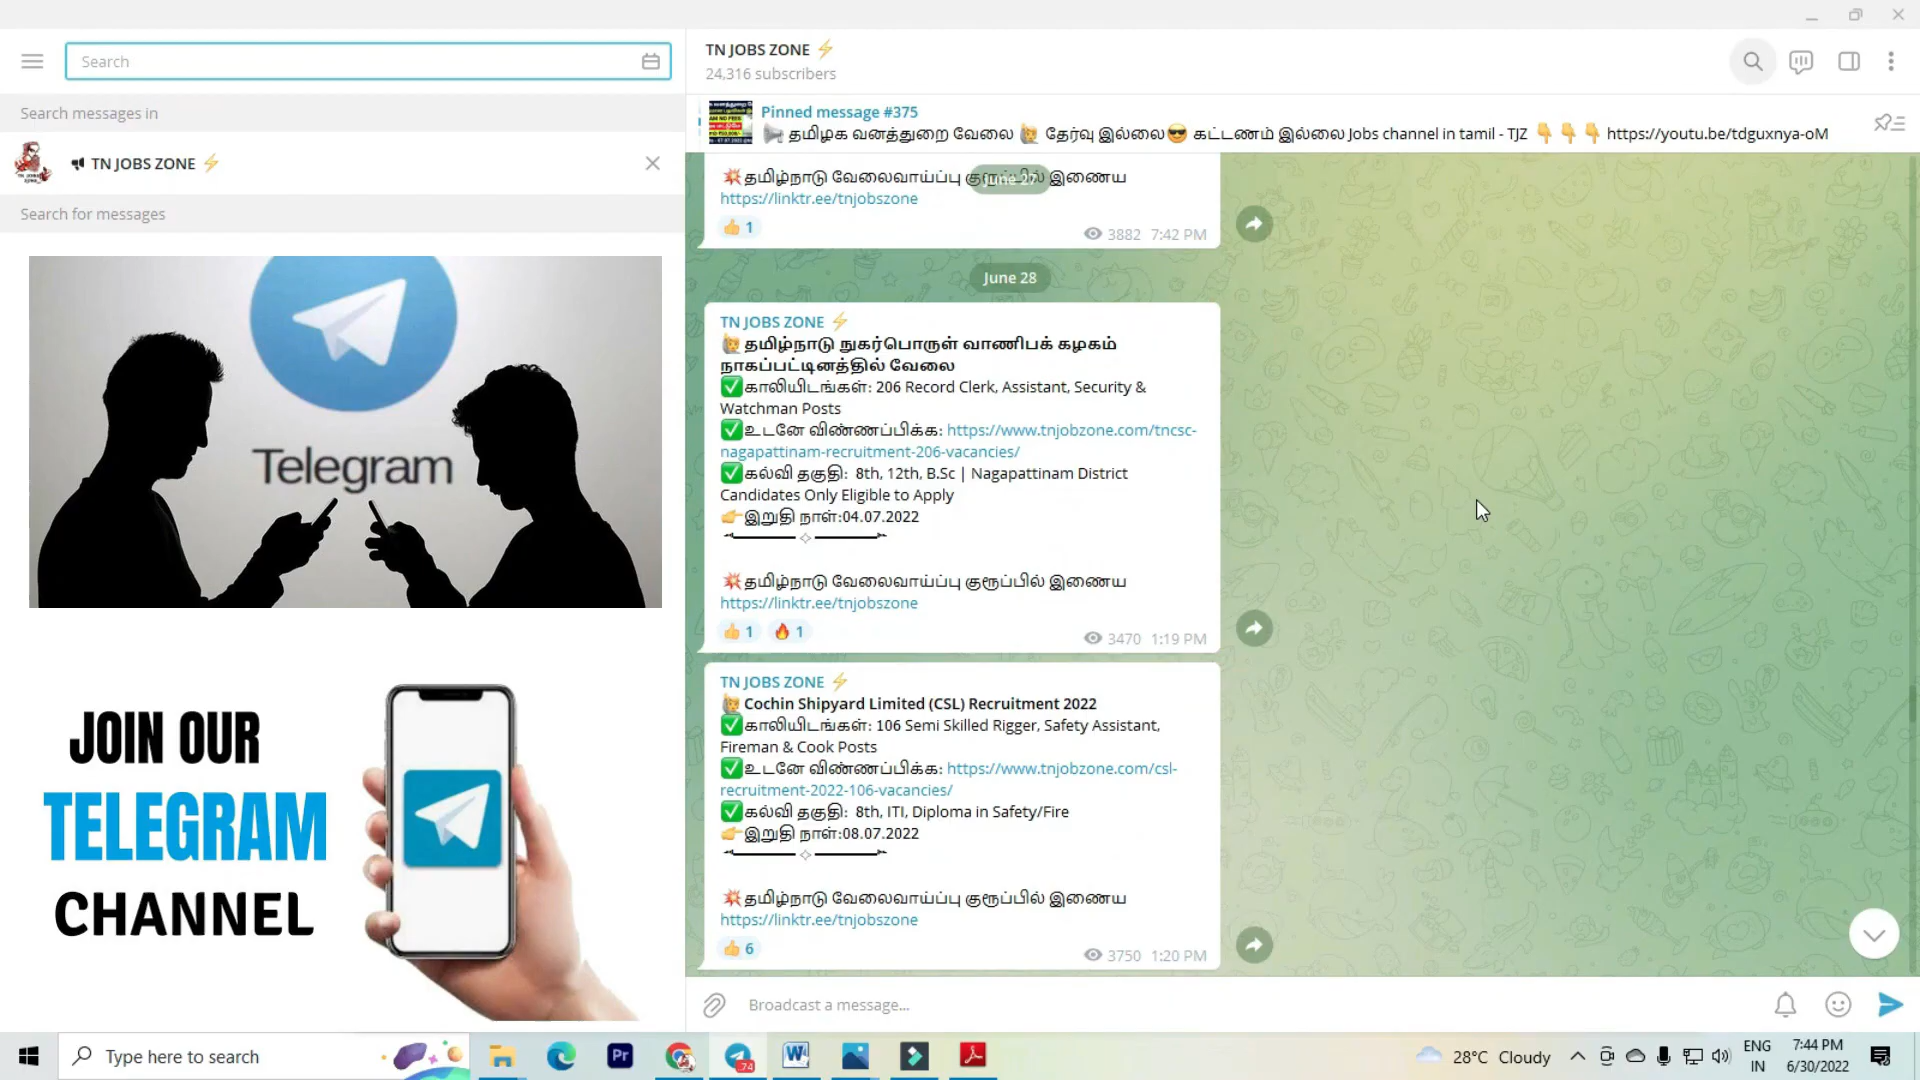 Search
Search messages in
TN JOBS ZONE ⚡
Search for messages
Telegram
JOIN OUR
TELEGRAM
CHANNEL
TN JOBS ZONE ⚡
24,316 subscribers
Pinned message #375
📢 தமிழக வனத்துறை வேலை 🙋 தேர்வு இல்லை😎 கட்டணம் இல்லை Jobs channel in tamil - TJZ 👇 👇 👇 https://youtu.be/tdguxnya-oM
💥தமிழ்நாடு வேலைவாய்ப்பு குரூப்பில் இணைய
June 27
https://linktr.ee/tnjobszone
👍 1
3882 7:42 PM
June 28
TN JOBS ZONE ⚡
🙋தமிழ்நாடு நுகர்பொருள் வாணிபக் கழகம்
நாகப்பட்டினத்தில் வேலை
✅காலியிடங்கள்: 206 Record Clerk, Assistant, Security &
Watchman Posts
✅உடனே விண்ணப்பிக்க: https://www.tnjobzone.com/tncsc-
nagapattinam-recruitment-206-vacancies/
✅கல்வி தகுதி: 8th, 12th, B.Sc | Nagapattinam District
Candidates Only Eligible to Apply
👉இறுதி நாள்:04.07.2022
💥தமிழ்நாடு வேலைவாய்ப்பு குரூப்பில் இணைய
https://linktr.ee/tnjobszone
👍 1 🔥 1
3470 1:19 PM
TN JOBS ZONE ⚡
🙋Cochin Shipyard Limited (CSL) Recruitment 2022
✅காலியிடங்கள்: 106 Semi Skilled Rigger, Safety Assistant,
Fireman & Cook Posts
✅உடனே விண்ணப்பிக்க: https://www.tnjobzone.com/csl-
recruitment-2022-106-vacancies/
✅கல்வி தகுதி: 8th, ITI, Diploma in Safety/Fire
👉இறுதி நாள்:08.07.2022
💥தமிழ்நாடு வேலைவாய்ப்பு குரூப்பில் இணைய
https://linktr.ee/tnjobszone
👍 6
3750 1:20 PM
Broadcast a message...
Type here to search
Pr
74
28°C Cloudy
ENG
IN
7:44 PM
6/30/2022